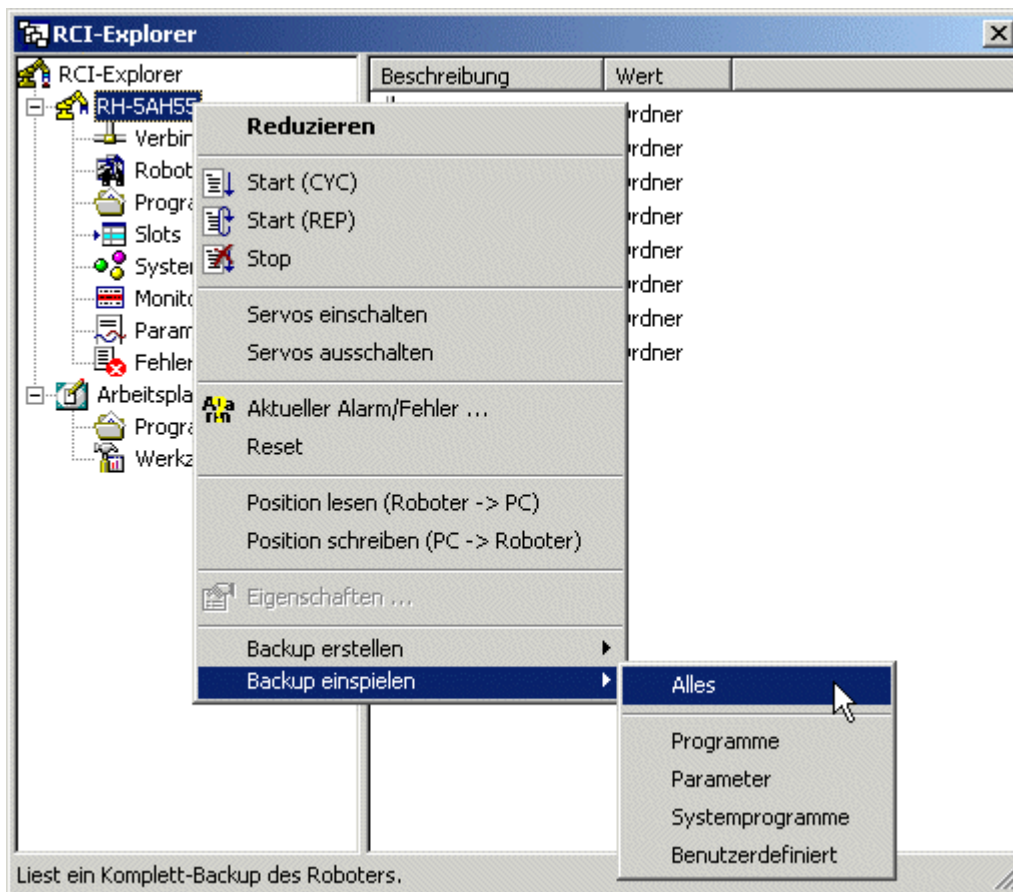 RCI-Explorer
RCI-Explorer
Beschreibung Wert
RH-5AH55
Reduzieren
Start (CYC)
Start (REP)
Slots
Stop
Servos einschalten
Servos ausschalten
Aktueller Alarm/Fehler ...
Reset
Position lesen (Roboter -> PC)
Position schreiben (PC -> Roboter)
Eigenschaften ...
Backup erstellen
Backup einspielen
Alles
Programme
Parameter
Systemprogramme
Benutzerdefiniert
Liest ein Komplett-Backup des Roboters.